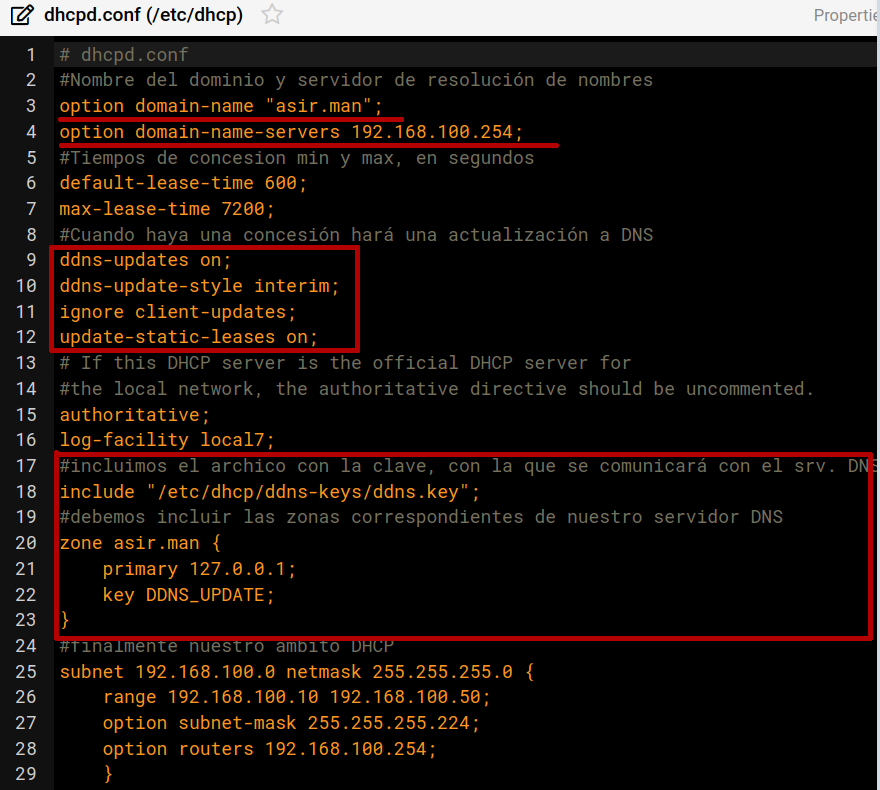 dhcpd.conf (/etc/dhcp)
Propertie
1 # dhcpd.conf
2 #Nombre del dominio y servidor de resolución de nombres
3 option domain-name "asir.man";
4 option domain-name-servers 192.168.100.254;
5 #Tiempos de concesion min y max, en segundos
6 default-lease-time 600;
7 max-lease-time 7200;
8 #Cuando haya una concesión hará una actualización a DNS
9 ddns-updates on;
10 ddns-update-style interim;
11 ignore client-updates;
12 update-static-leases on;
13 # If this DHCP server is the official DHCP server for
14 #the local network, the authoritative directive should be uncommented.
15 authoritative;
16 log-facility local7;
17 #incluimos el archico con la clave, con la que se comunicará con el srv. DNS
18 include "/etc/dhcp/ddns-keys/ddns.key";
19 #debemos incluir las zonas correspondientes de nuestro servidor DNS
20 zone asir.man {
21 primary 127.0.0.1;
22 key DDNS_UPDATE;
23 }
24 #finalmente nuestro ámbito DHCP
25 subnet 192.168.100.0 netmask 255.255.255.0 {
26 range 192.168.100.10 192.168.100.50;
27 option subnet-mask 255.255.255.224;
28 option routers 192.168.100.254;
29 }